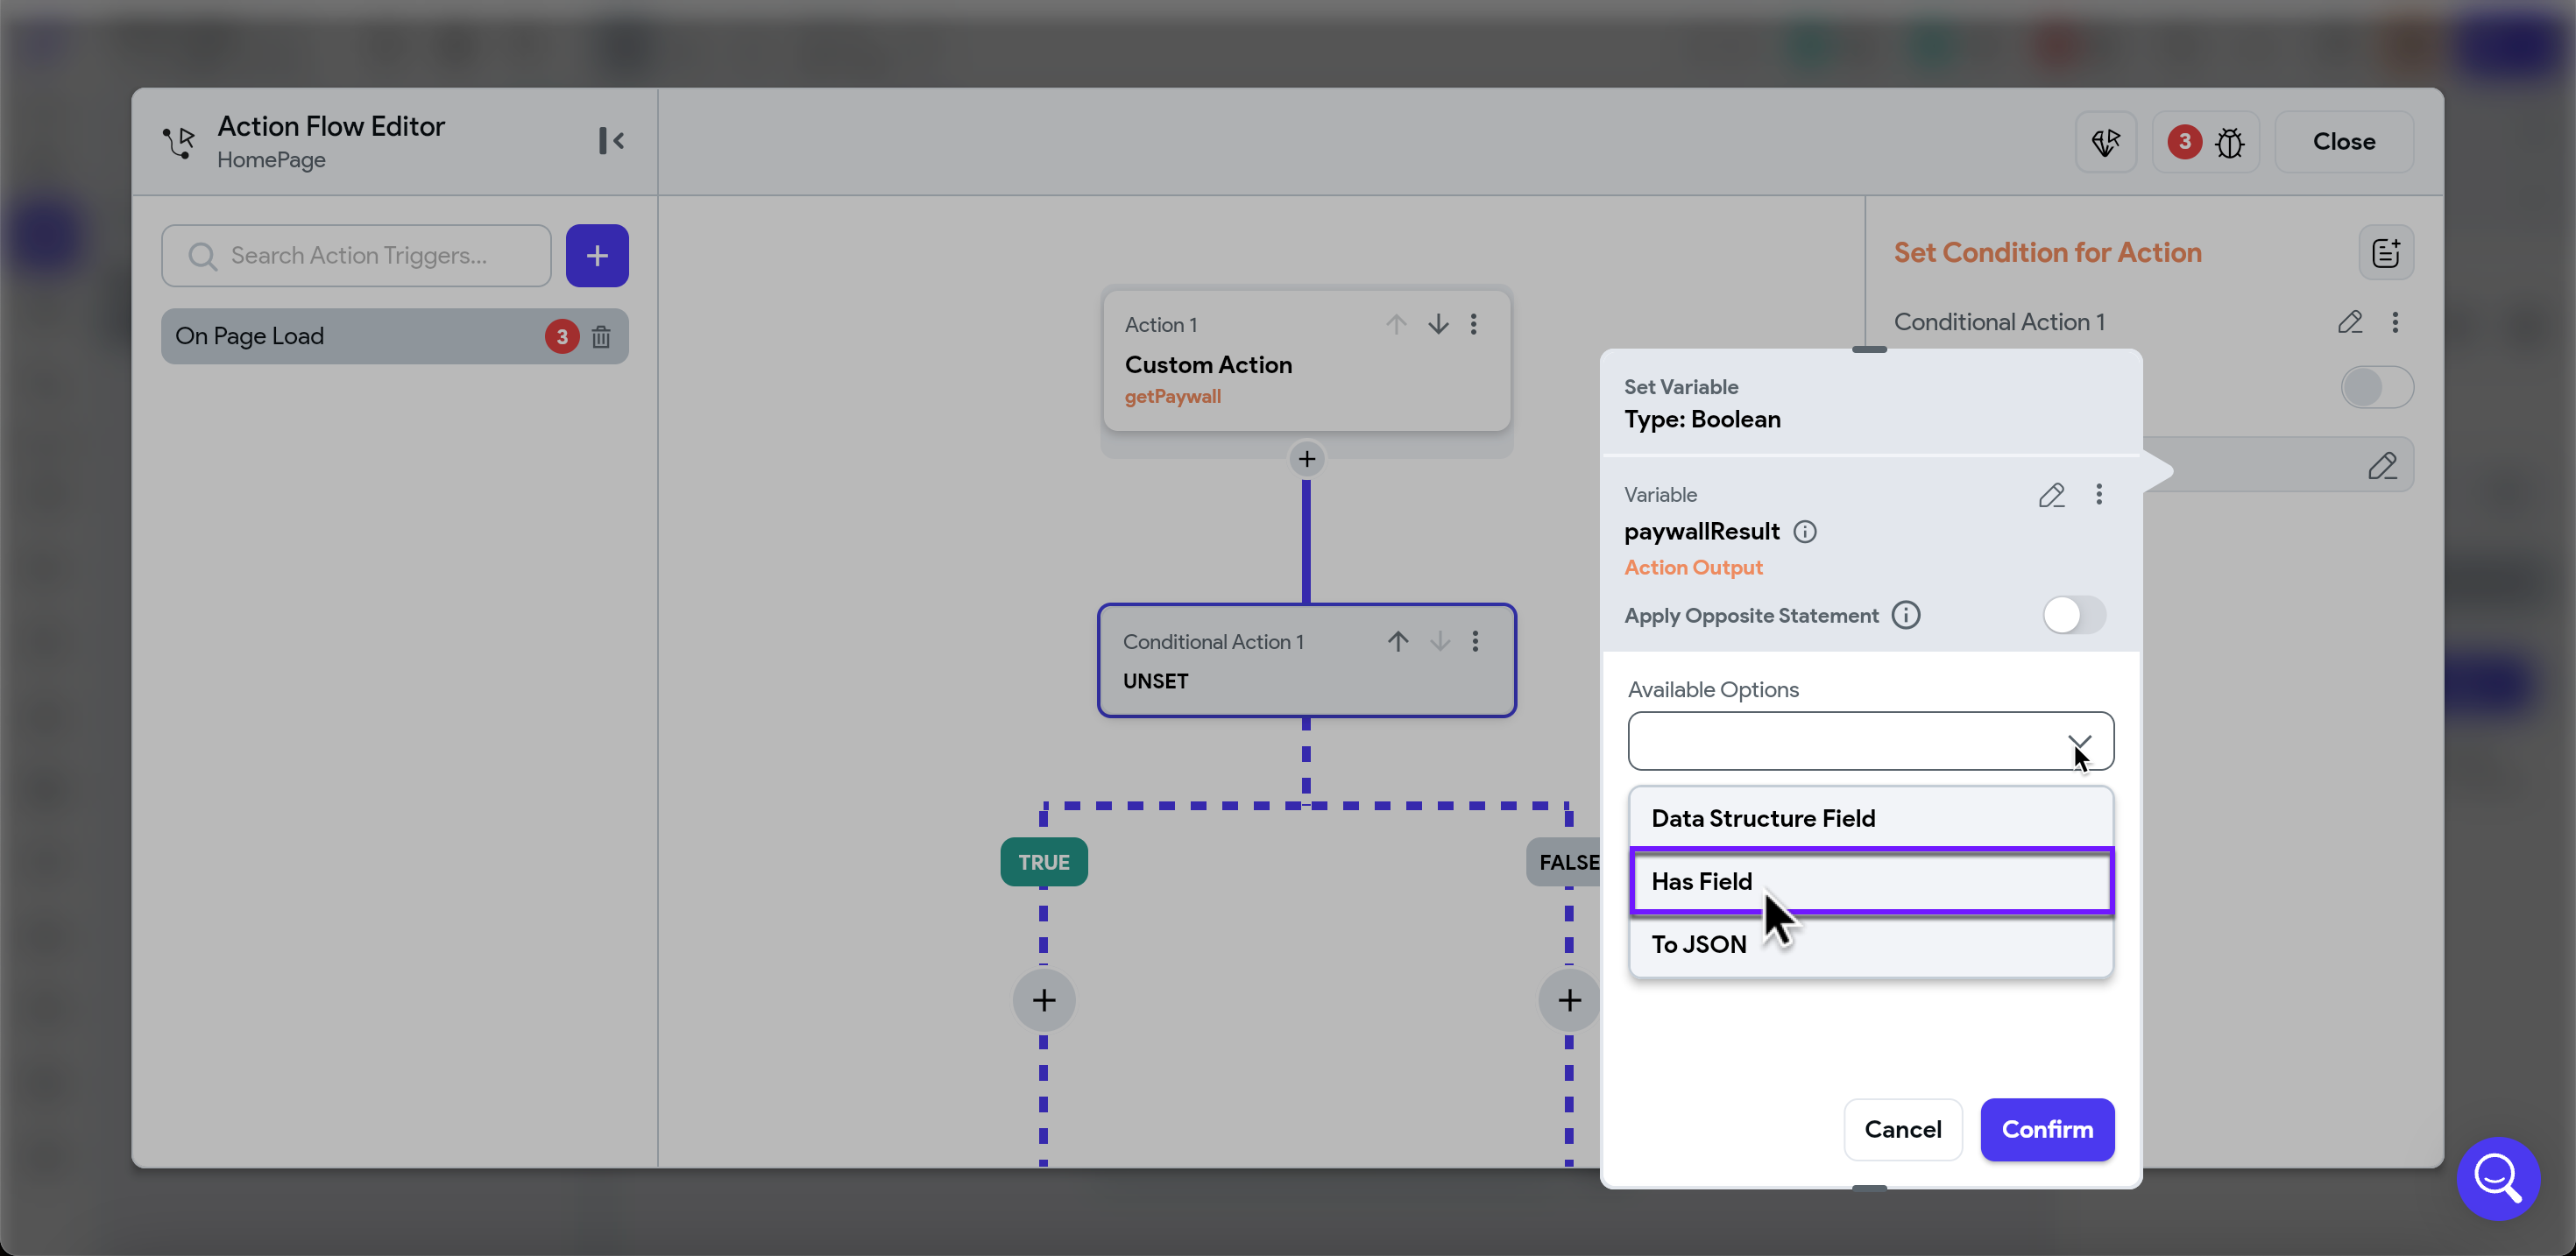 Action Flow Editor
HomePage
3
Close
Search Action Triggers...
On Page Load
3
Action 1
Custom Action
getPaywall
Conditional Action 1
UNSET
TRUE
FALSE
Set Condition for Action
Conditional Action 1
Set Variable
Type: Boolean
Variable
paywallResult
Action Output
Apply Opposite Statement
Available Options
Data Structure Field
Has Field
To JSON
Cancel
Confirm